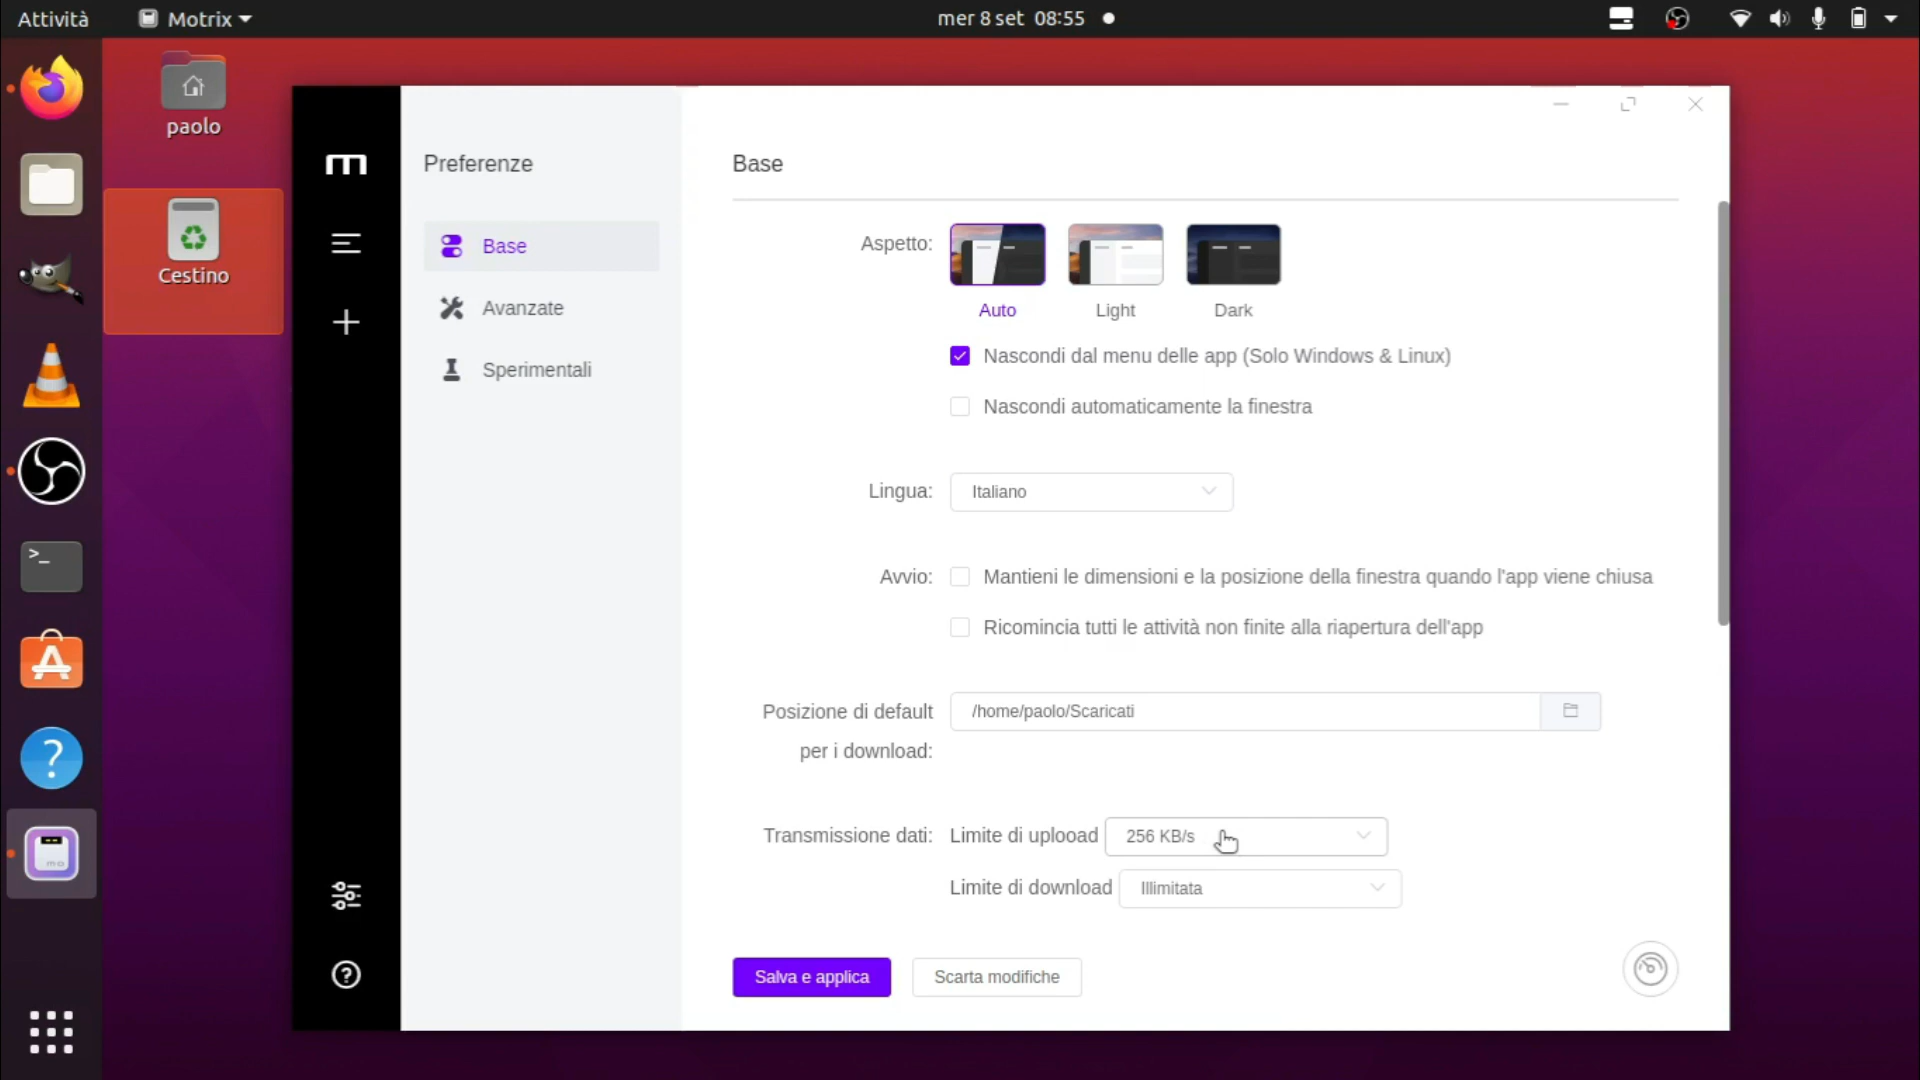 Attività
Motrix
mer 8 set 08:55
paolo
Cestino
>_
?
mo
m
Preferenze
Base
Avanzate
Sperimentali
Base
Aspetto:
Auto
Light
Dark
Nascondi dal menu delle app (Solo Windows & Linux)
Nascondi automaticamente la finestra
Lingua:
Italiano
Avvio:
Mantieni le dimensioni e la posizione della finestra quando l'app viene chiusa
Ricomincia tutti le attività non finite alla riapertura dell'app
Posizione di default
per i download:
/home/paolo/Scaricati
Transmissione dati:
Limite di uplooad
256 KB/s
Limite di download
Illimitata
Salva e applica
Scarta modifiche